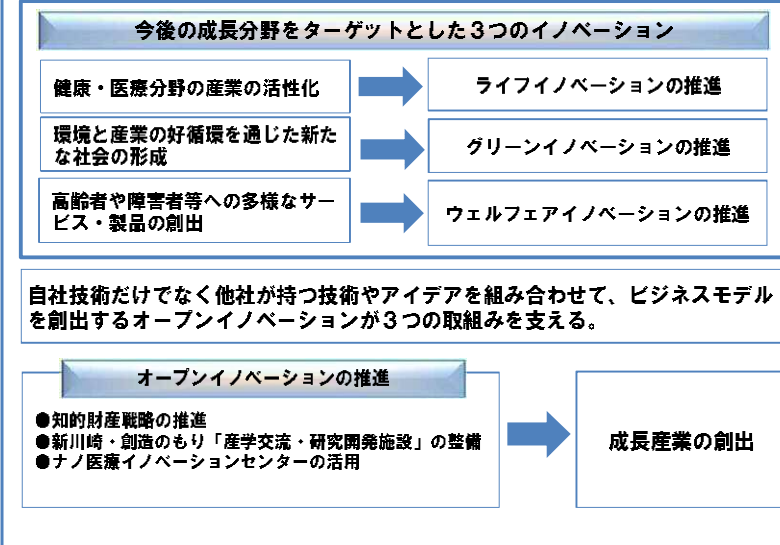 今後の成長分野をターゲットとした３つのイノベーション
健康・医療分野の産業の活性化
ライフイノベーションの推進
環境と産業の好循環を通じた新た
な社会の形成
グリーンイノベーションの推進
高齢者や障害者等への多様なサー
ビス・製品の創出
ウェルフェアイノベーションの推進
自社技術だけでなく他社が持つ技術やアイデアを組み合わせて、ビジネスモデル
を創出するオープンイノベーションが３つの取組みを支える。
オープンイノベーションの推進
●知的財産戦略の推進
●新川崎・創造のもり「産学交流・研究開発施設」の整備
●ナノ医療イノベーションセンターの活用
成長産業の創出